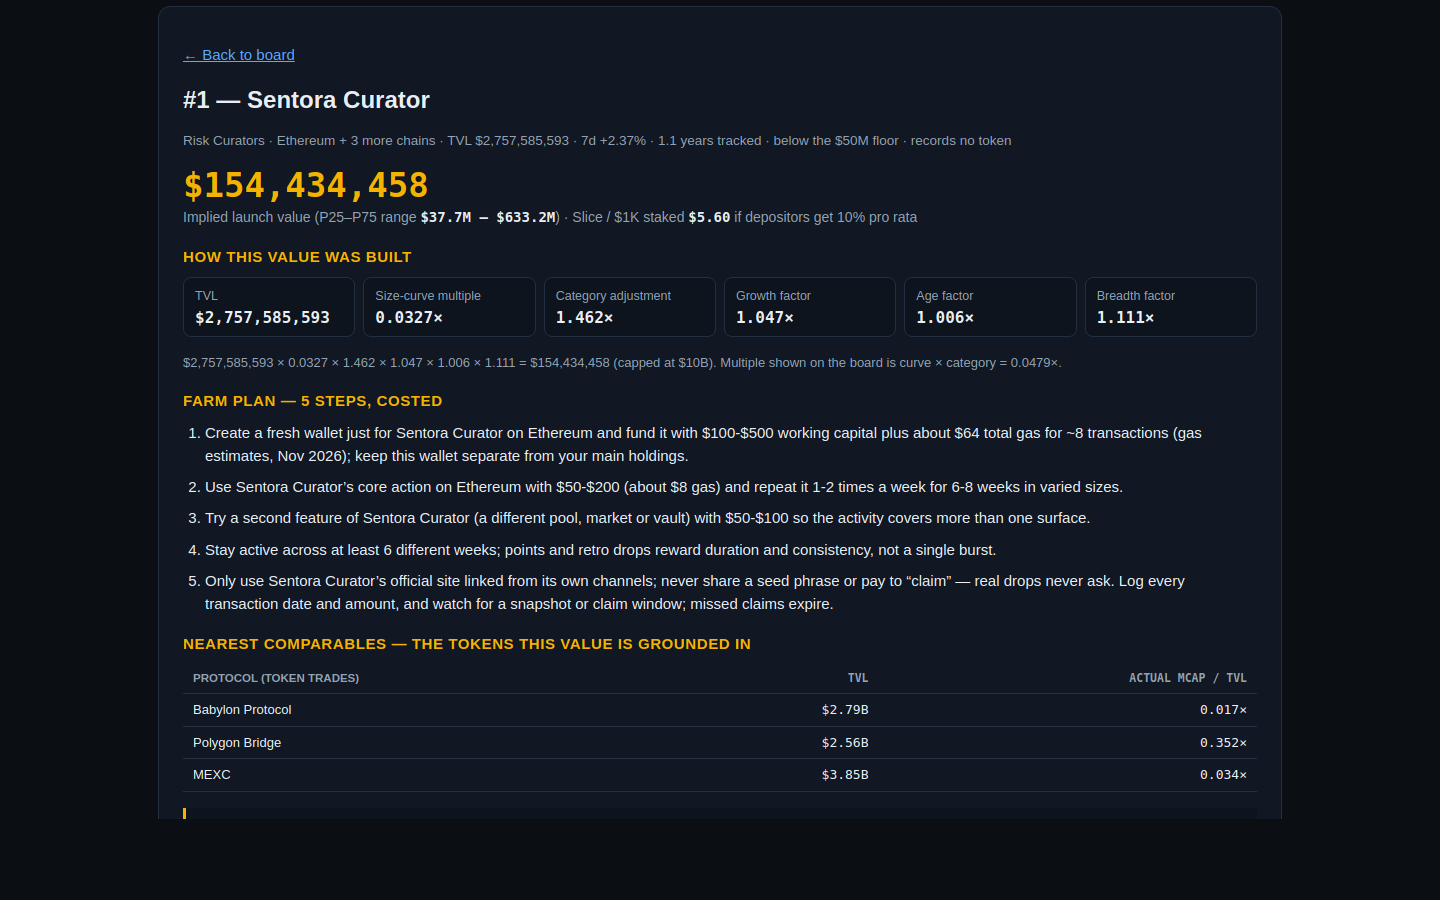 ← Back to board
#1 — Sentora Curator
Risk Curators · Ethereum + 3 more chains · TVL $2,757,585,593 · 7d +2.37% · 1.1 years tracked · below the $50M floor · records no token
$154,434,458
Implied launch value (P25–P75 range $37.7M — $633.2M) · Slice / $1K staked $5.60 if depositors get 10% pro rata
HOW THIS VALUE WAS BUILT
TVL
$2,757,585,593
Size-curve multiple
0.0327×
Category adjustment
1.462×
Growth factor
1.047×
Age factor
1.006×
Breadth factor
1.111×
$2,757,585,593 × 0.0327 × 1.462 × 1.047 × 1.006 × 1.111 = $154,434,458 (capped at $10B). Multiple shown on the board is curve × category = 0.0479×.
FARM PLAN — 5 STEPS, COSTED
1. Create a fresh wallet just for Sentora Curator on Ethereum and fund it with $100-$500 working capital plus about $64 total gas for ~8 transactions (gas
estimates, Nov 2026); keep this wallet separate from your main holdings.
2. Use Sentora Curator’s core action on Ethereum with $50-$200 (about $8 gas) and repeat it 1-2 times a week for 6-8 weeks in varied sizes.
3. Try a second feature of Sentora Curator (a different pool, market or vault) with $50-$100 so the activity covers more than one surface.
4. Stay active across at least 6 different weeks; points and retro drops reward duration and consistency, not a single burst.
5. Only use Sentora Curator’s official site linked from its own channels; never share a seed phrase or pay to “claim” — real drops never ask. Log every
transaction date and amount, and watch for a snapshot or claim window; missed claims expire.
NEAREST COMPARABLES — THE TOKENS THIS VALUE IS GROUNDED IN
PROTOCOL (TOKEN TRADES) TVL ACTUAL MCAP / TVL
Babylon Protocol $2.79B 0.017×
Polygon Bridge $2.56B 0.352×
MEXC $3.85B 0.034×